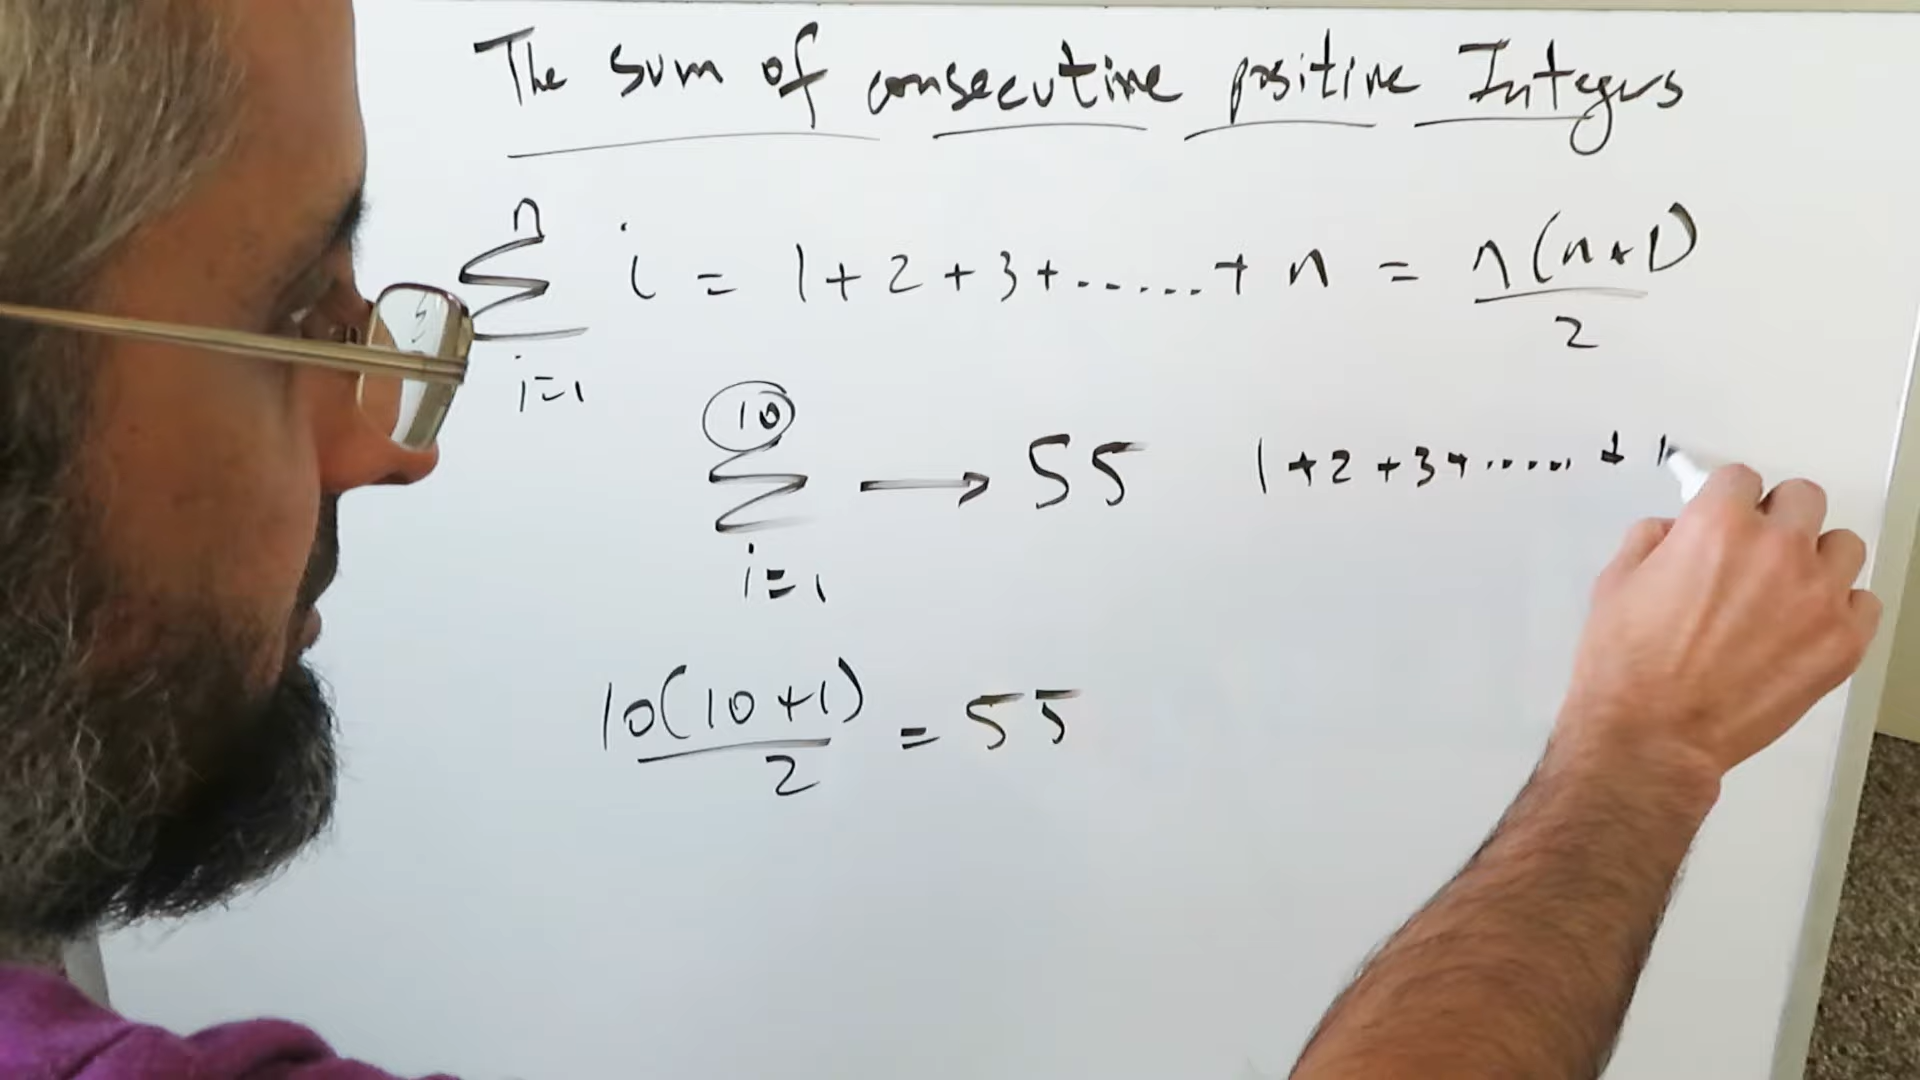 The sum of consecutive positive Integers
n
Σ i = 1 + 2 + 3 + ...... + n = n(n+1)
2
i=1
10
Σ → 55 1 + 2 + 3 + ...... + 1
i=1
10(10+1)
2
= 55